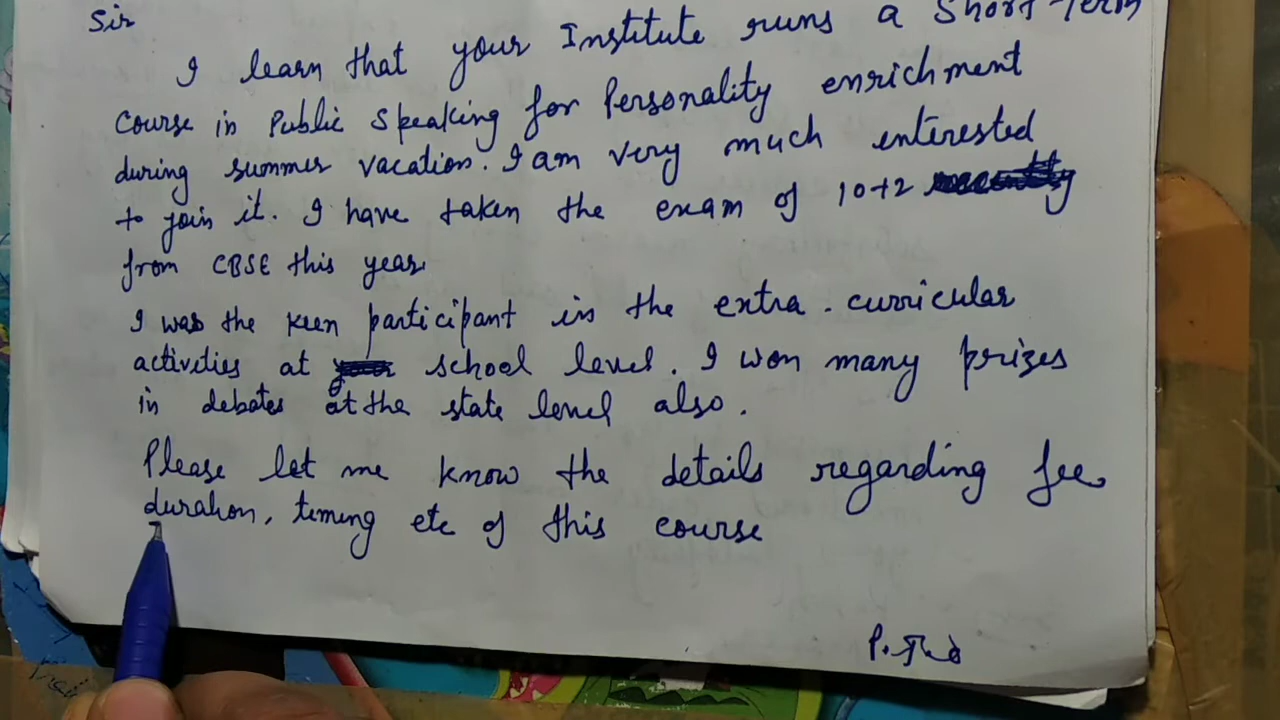 Sir
I learn that your Institute runs a Short Term
course in Public Speaking for Personality enrichment
during summer vacation. I am very much interested
to join it. I have taken the exam of 10+2
from CBSE this year
I was the keen participant in the extra-curricular
activities at school level. I won many prizes
in debates at the state level also.
Please let me know the details regarding fee
duration, timing etc of this course
P.T.O